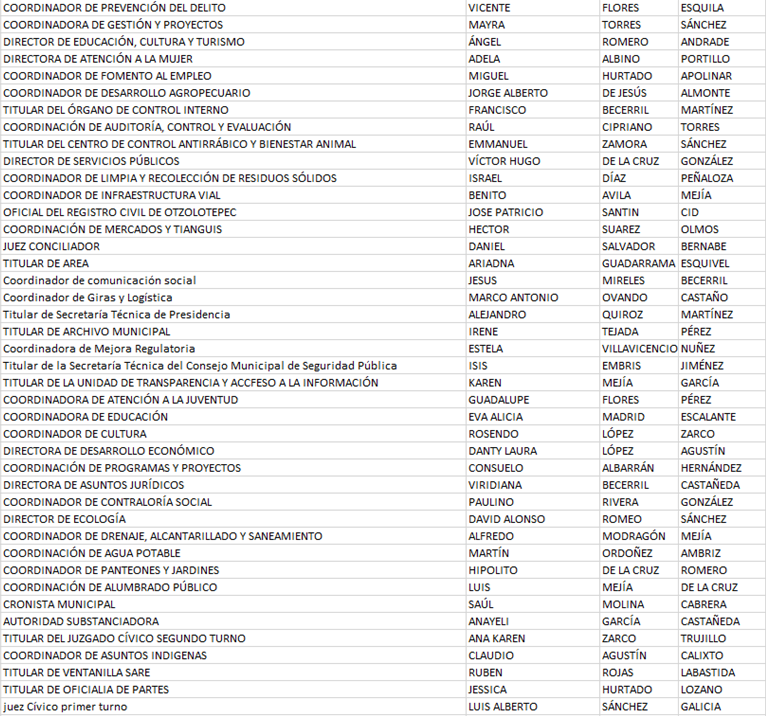 COORDINADOR DE PREVENCIÓN DEL DELITO VICENTE FLORES ESQUILA
COORDINADORA DE GESTIÓN Y PROYECTOS MAYRA TORRES SÁNCHEZ
DIRECTOR DE EDUCACIÓN, CULTURA Y TURISMO ÁNGEL ROMERO ANDRADE
DIRECTORA DE ATENCIÓN A LA MUJER ADELA ALBINO PORTILLO
COORDINADOR DE FOMENTO AL EMPLEO MIGUEL HURTADO APOLINAR
COORDINADOR DE DESARROLLO AGROPECUARIO JORGE ALBERTO DE JESÚS ALMONTE
TITULAR DEL ÓRGANO DE CONTROL INTERNO FRANCISCO BECERRIL MARTÍNEZ
COORDINACIÓN DE AUDITORÍA, CONTROL Y EVALUACIÓN RAÚL CIPRIANO TORRES
TITULAR DEL CENTRO DE CONTROL ANTIRRÁBICO Y BIENESTAR ANIMAL EMMANUEL ZAMORA SÁNCHEZ
DIRECTOR DE SERVICIOS PÚBLICOS VÍCTOR HUGO DE LA CRUZ GONZÁLEZ
COORDINADOR DE LIMPIA Y RECOLECCIÓN DE RESIDUOS SÓLIDOS ISRAEL DÍAZ PEÑALOZA
COORDINADOR DE INFRAESTRUCTURA VIAL BENITO AVILA MEJÍA
OFICIAL DEL REGISTRO CIVIL DE OTZOLOTEPEC JOSE PATRICIO SANTIN CID
COORDINACIÓN DE MERCADOS Y TIANGUIS HECTOR SUAREZ OLMOS
JUEZ CONCILIADOR DANIEL SALVADOR BERNABE
TITULAR DE AREA ARIADNA GUADARRAMA ESQUIVEL
Coordinador de comunicación social JESUS MIRELES BECERRIL
Coordinador de Giras y Logística MARCO ANTONIO OVANDO CASTAÑO
Titular de Secretaría Técnica de Presidencia ALEJANDRO QUIROZ MARTÍNEZ
TITULAR DE ARCHIVO MUNICIPAL IRENE TEJADA PÉREZ
Coordinadora de Mejora Regulatoria ESTELA VILLAVICENCIO NUÑEZ
Titular de la Secretaría Técnica del Consejo Municipal de Seguridad Pública ISIS EMBRIS JIMÉNEZ
TITULAR DE LA UNIDAD DE TRANSPARENCIA Y ACCFESO A LA INFORMACIÓN KAREN MEJÍA GARCÍA
COORDINADORA DE ATENCIÓN A LA JUVENTUD GUADALUPE FLORES PÉREZ
COORDINADORA DE EDUCACIÓN EVA ALICIA MADRID ESCALANTE
COORDINADOR DE CULTURA ROSENDO LÓPEZ ZARCO
DIRECTORA DE DESARROLLO ECONÓMICO DANTY LAURA LÓPEZ AGUSTÍN
COORDINACIÓN DE PROGRAMAS Y PROYECTOS CONSUELO ALBARRÁN HERNÁNDEZ
DIRECTORA DE ASUNTOS JURÍDICOS VIRIDIANA BECERRIL CASTAÑEDA
COORDINADOR DE CONTRALORÍA SOCIAL PAULINO RIVERA GONZÁLEZ
DIRECTOR DE ECOLOGÍA DAVID ALONSO ROMEO SÁNCHEZ
COORDINADOR DE DRENAJE, ALCANTARILLADO Y SANEAMIENTO ALFREDO MODRAGÓN MEJÍA
COORDINACIÓN DE AGUA POTABLE MARTÍN ORDOÑEZ AMBRIZ
COORDINADOR DE PANTEONES Y JARDINES HIPOLITO DE LA CRUZ ROMERO
COORDINACIÓN DE ALUMBRADO PÚBLICO LUIS MEJÍA DE LA CRUZ
CRONISTA MUNICIPAL SAÚL MOLINA CABRERA
AUTORIDAD SUBSTANCIADORA ANAYELI GARCÍA CASTAÑEDA
TITULAR DEL JUZGADO CÍVICO SEGUNDO TURNO ANA KAREN ZARCO TRUJILLO
COORDINADOR DE ASUNTOS INDIGENAS CLAUDIO AGUSTÍN CALIXTO
TITULAR DE VENTANILLA SARE RUBEN ROJAS LABASTIDA
TITULAR DE OFICIALIA DE PARTES JESSICA HURTADO LOZANO
juez Cívico primer turno LUIS ALBERTO SÁNCHEZ GALICIA